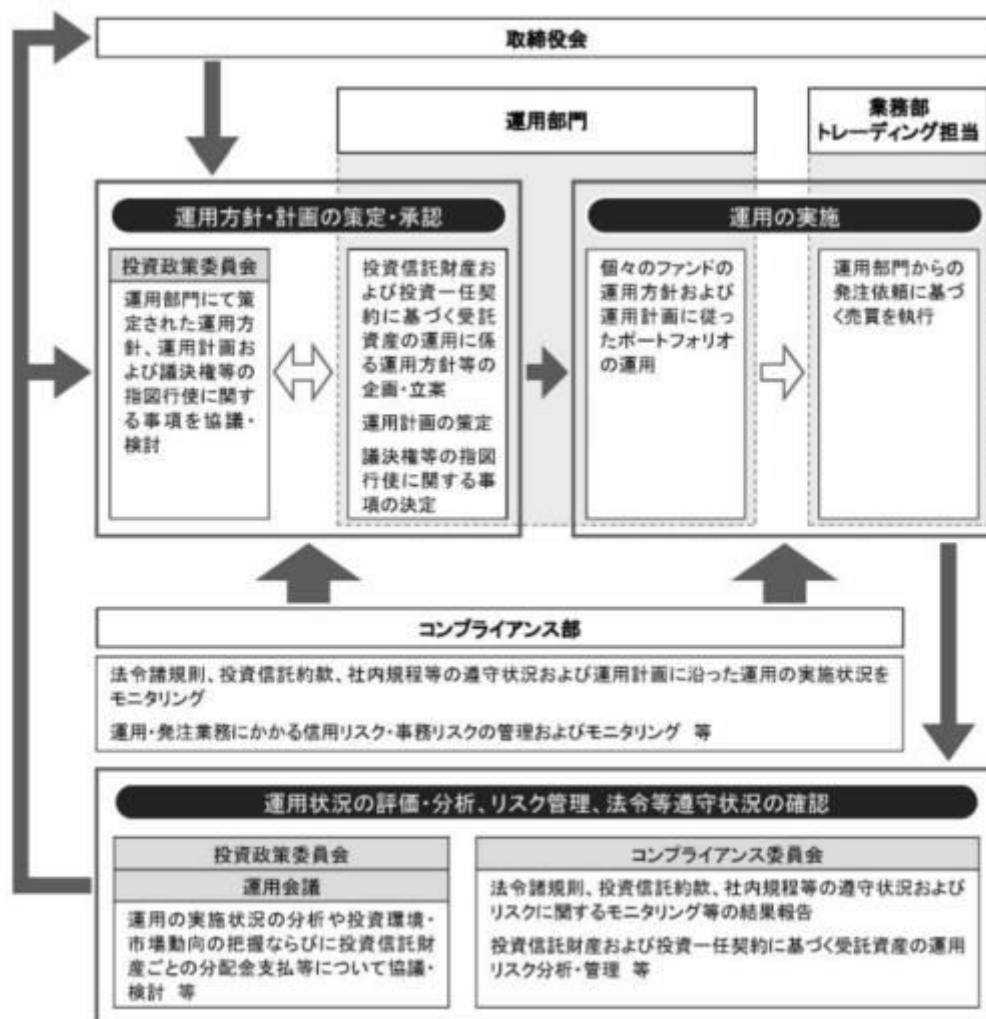 取締役会
運用部門
業務部
トレーディング担当
運用方針・計画の策定・承認
投資政策委員会
運用部門にて策
定された運用方
針、運用計画お
よび議決権等の
指図行使に関す
る事項を協議・
検討
投資信託財産お
よび投資一任契
約に基づく受託
資産の運用に係
る運用方針等の
企画・立案
運用計画の策定
議決権等の指図
行使に関する事
項の決定
運用の実施
個々のファンドの
運用方針および
運用計画に従っ
たポートフォリオ
の運用
運用部門からの
発注依頼に基づ
く売買を執行
コンプライアンス部
法令諸規則、投資信託約款、社内規程等の遵守状況および運用計画に沿った運用の実施状況を
モニタリング
運用・発注業務にかかる信用リスク・事務リスクの管理およびモニタリング 等
運用状況の評価・分析、リスク管理、法令等遵守状況の確認
投資政策委員会
運用会議
運用の実施状況の分析や投資環境・
市場動向の把握ならびに投資信託財
産ごとの分配金支払等について協議・
検討 等
コンプライアンス委員会
法令諸規則、投資信託約款、社内規程等の遵守状況および
リスクに関するモニタリング等の結果報告
投資信託財産および投資一任契約に基づく受託資産の運用
リスク分析・管理 等